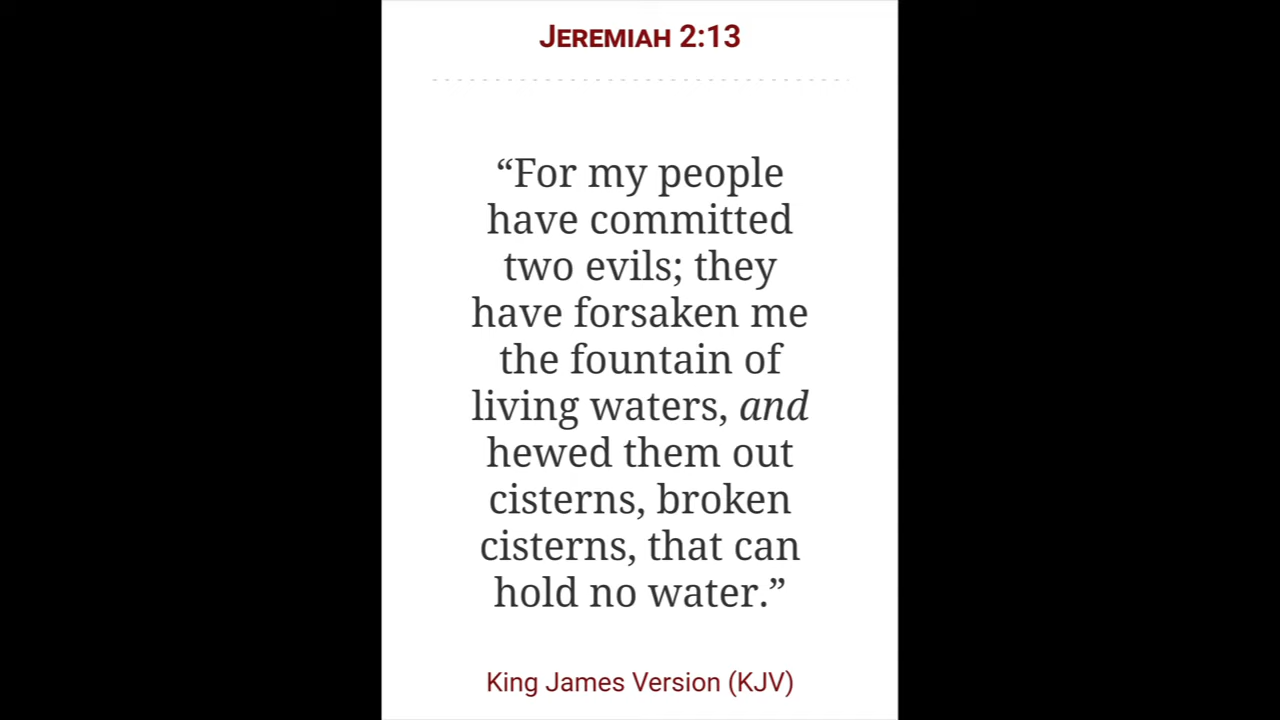 Jeremiah 2:13
“For my people
have committed
two evils; they
have forsaken me
the fountain of
living waters, and
hewed them out
cisterns, broken
cisterns, that can
hold no water.”
King James Version (KJV)